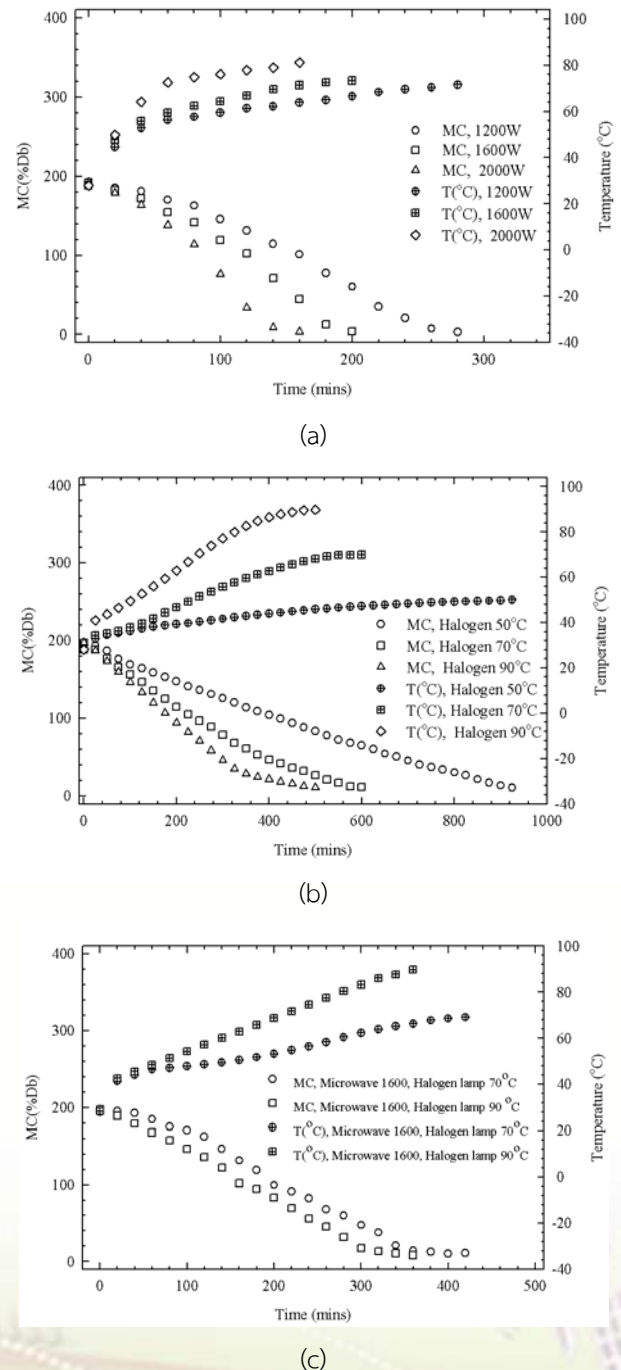 400
300
200
100
0
MC(%Db)
100
80
60
40
20
0
-20
-40
Temperature (°C)
MC, 1200W
MC, 1600W
MC, 2000W
T(°C), 1200W
T(°C), 1600W
T(°C), 2000W
0 100 200 300
Time (mins)
(a)
400
300
200
100
0
MC(%Db)
100
80
60
40
20
0
-20
-40
Temperature (°C)
MC, Halogen 50°C
MC, Halogen 70°C
MC, Halogen 90°C
T(°C), Halogen 50°C
T(°C), Halogen 70°C
T(°C), Halogen 90°C
0 200 400 600 800 1000
Time (mins)
(b)
400
300
200
100
0
MC(%Db)
100
80
60
40
20
0
-20
-40
Temperature (°C)
MC, Microwave 1600, Halogen lamp 70°C
MC, Microwave 1600, Halogen lamp 90 °C
T(°C), Microwave 1600, Halogen lamp 70°C
T(°C), Microwave 1600, Halogen lamp 90°C
0 100 200 300 400 500
Time (mins)
(c)